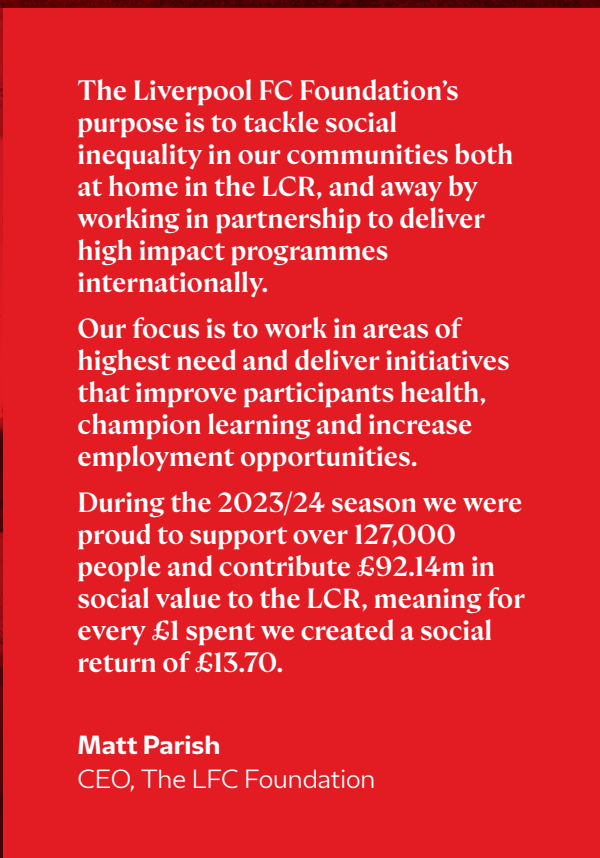 The Liverpool FC Foundation’s
purpose is to tackle social
inequality in our communities both
at home in the LCR, and away by
working in partnership to deliver
high impact programmes
internationally.
Our focus is to work in areas of
highest need and deliver initiatives
that improve participants health,
champion learning and increase
employment opportunities.
During the 2023/24 season we were
proud to support over 127,000
people and contribute £92.14m in
social value to the LCR, meaning for
every £1 spent we created a social
return of £13.70.
Matt Parish
CEO, The LFC Foundation